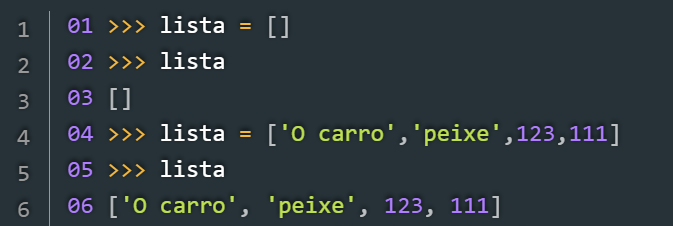 1 01 >>> lista = []
2 02 >>> lista
3 03 []
4 04 >>> lista = ['O carro','peixe',123,111]
5 05 >>> lista
6 06 ['O carro', 'peixe', 123, 111]